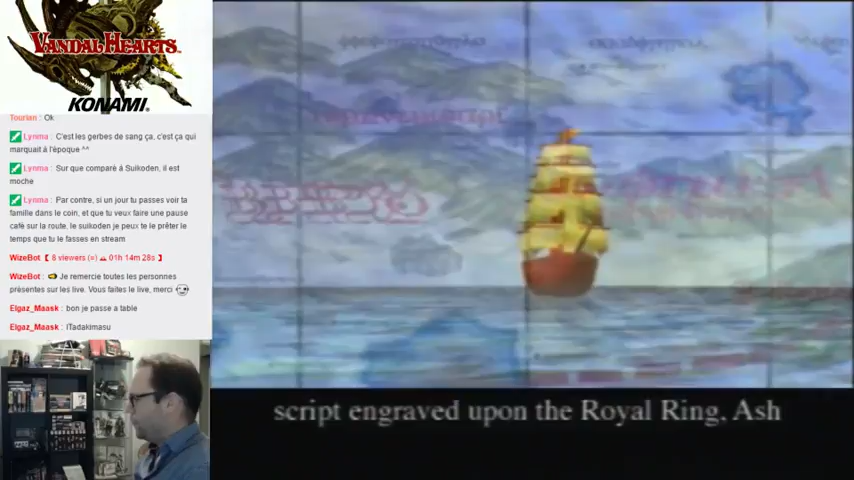 VANDAL HEARTS
KONAMI
Tourian : Ok
Lynma : C'est les gerbes de sang ça, c'est ça qui
marquait à l'époque ^^
Lynma : Sur que comparé à Suikoden, il est
moche
Lynma : Par contre, si un jour tu passes voir ta
famille dans le coin, et que tu veux faire une pause
café sur la route, le suikoden je peux te le prêter le
temps que tu le fasses en stream
WizeBot 【 8 viewers (=) 01h 14m 28s 】
WizeBot : Je remercie toutes les personnes
présentes sur les live. Vous faites le live, merci
Elgaz_Maask : bon je passe a table
Elgaz_Maask : ITadakimasu
script engraved upon the Royal Ring, Ash